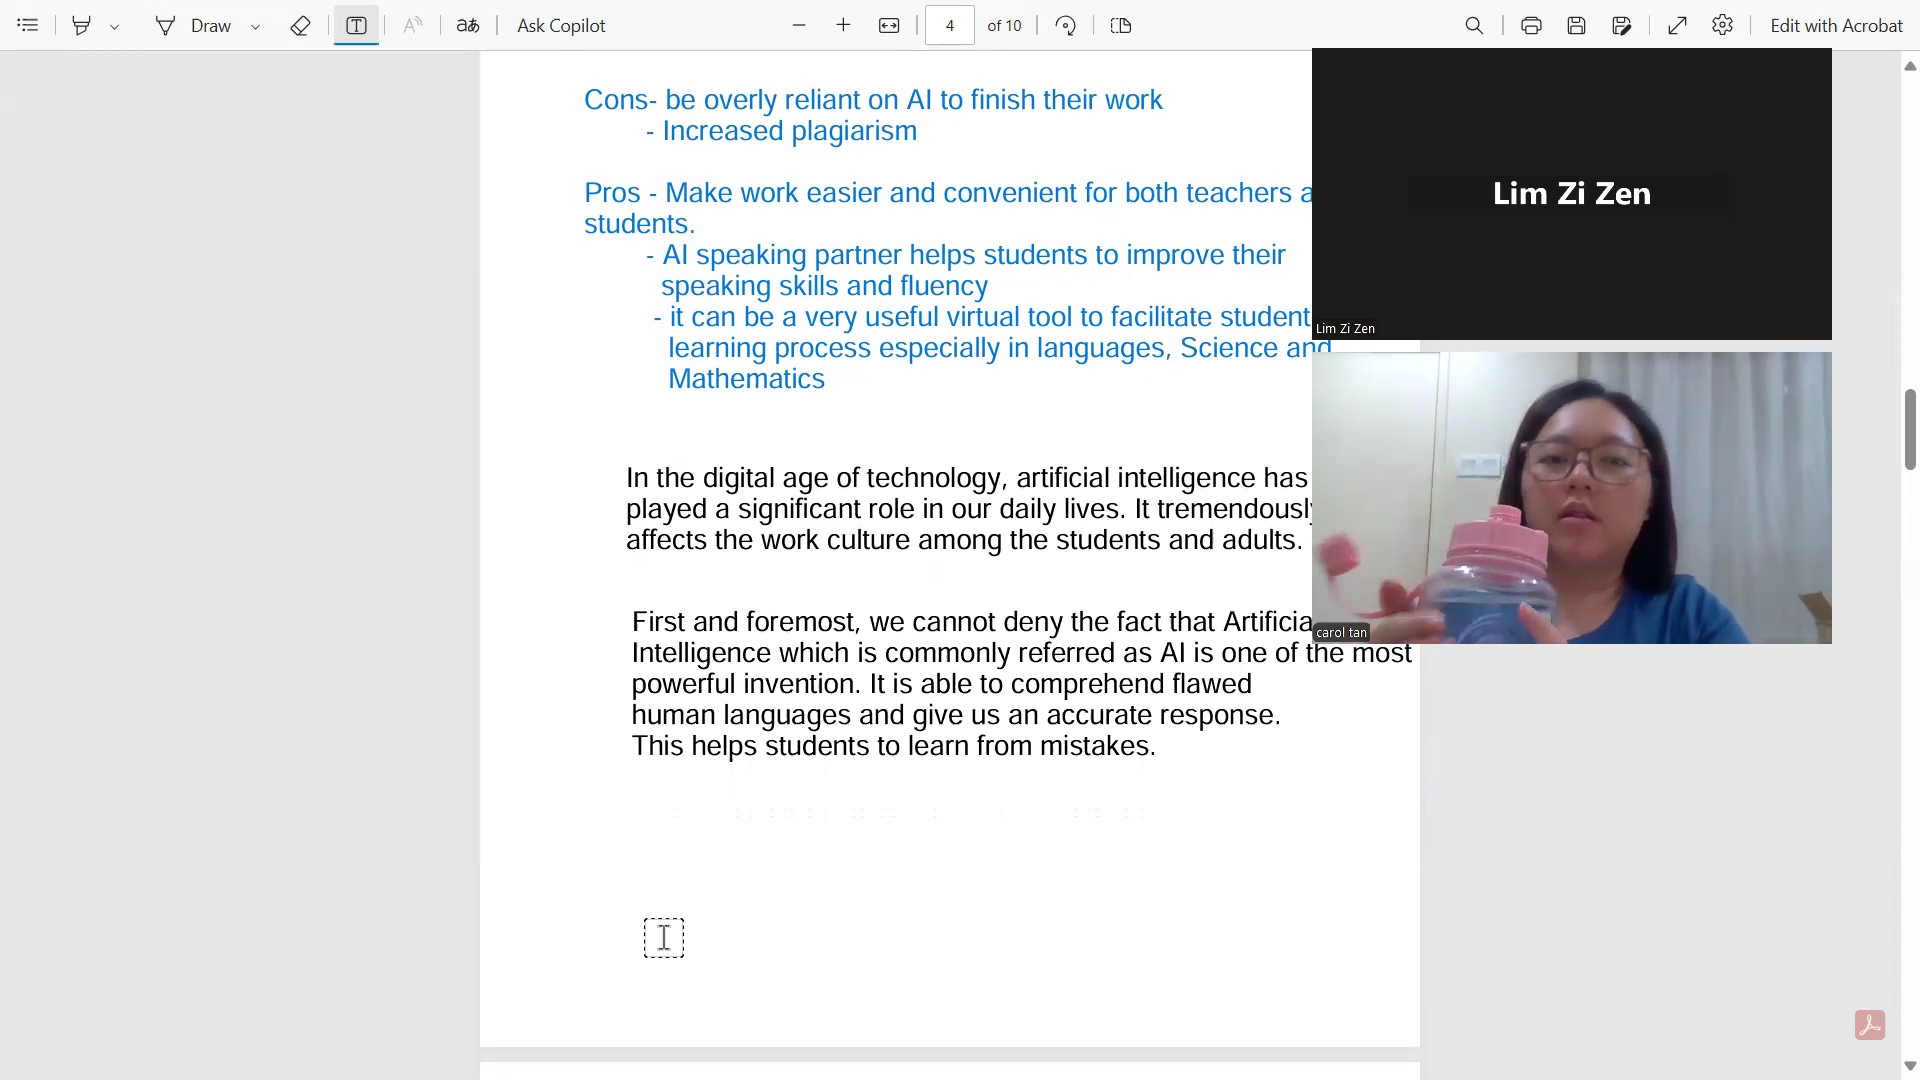 Draw
Ask Copilot
4
of 10
Edit with Acrobat
Cons- be overly reliant on AI to finish their work
- Increased plagiarism
Pros - Make work easier and convenient for both teachers a
students.
- AI speaking partner helps students to improve their
speaking skills and fluency
- it can be a very useful virtual tool to facilitate student
learning process especially in languages, Science and
Mathematics
In the digital age of technology, artificial intelligence has
played a significant role in our daily lives. It tremendously
affects the work culture among the students and adults.
First and foremost, we cannot deny the fact that Artificia
Intelligence which is commonly referred as AI is one of the most
powerful invention. It is able to comprehend flawed
human languages and give us an accurate response.
This helps students to learn from mistakes.
Lim Zi Zen
Lim Zi Zen
carol tan